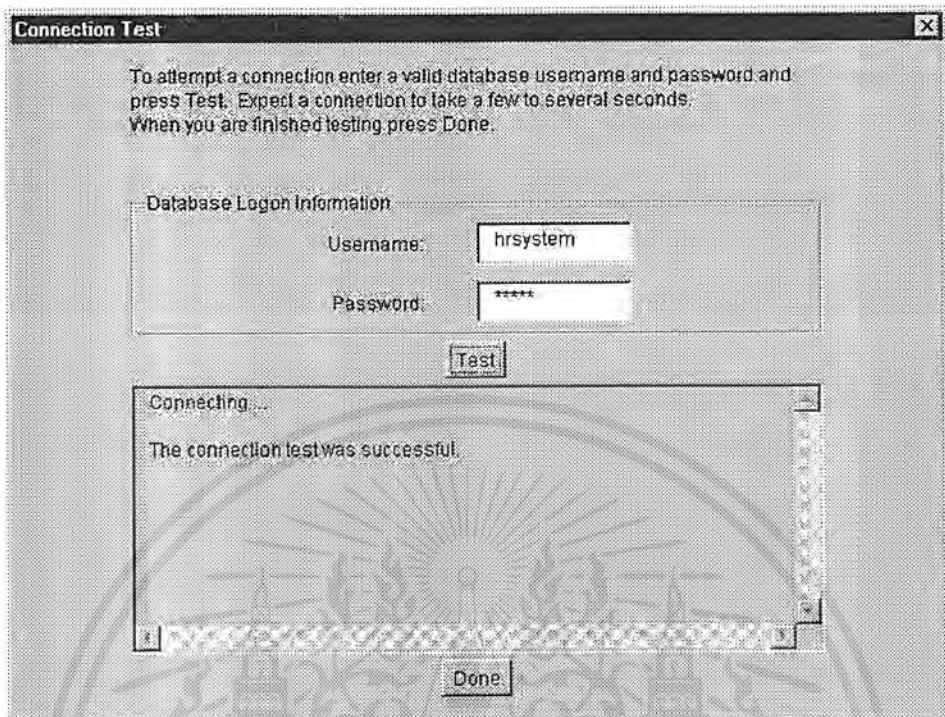 Connection Test
To attempt a connection enter a valid database username and password and
press Test. Expect a connection to take a few to several seconds.
When you are finished testing press Done.
Database Logon Information
Username: hrsystem
Password: *****
Test
Connecting...
The connection test was successful.
Done